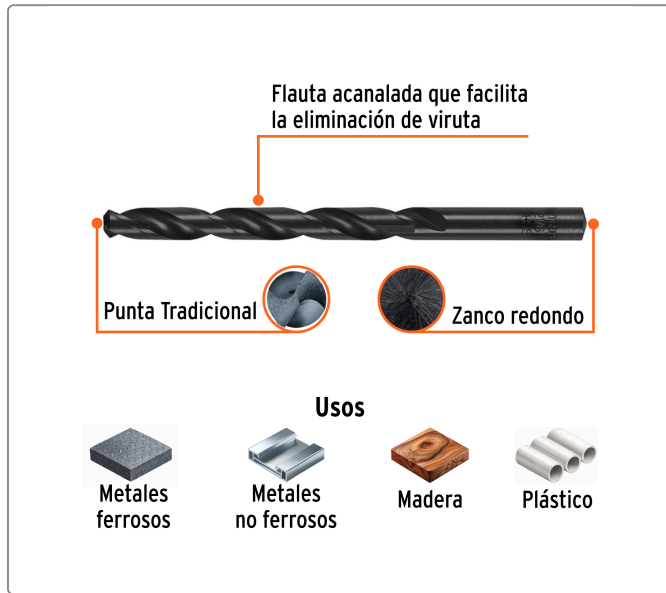 Flauta acanalada que facilita
la eliminación de viruta
Punta Tradicional
Zanco redondo
Usos
Metales
ferrosos
Metales
no ferrosos
Madera
Plástico